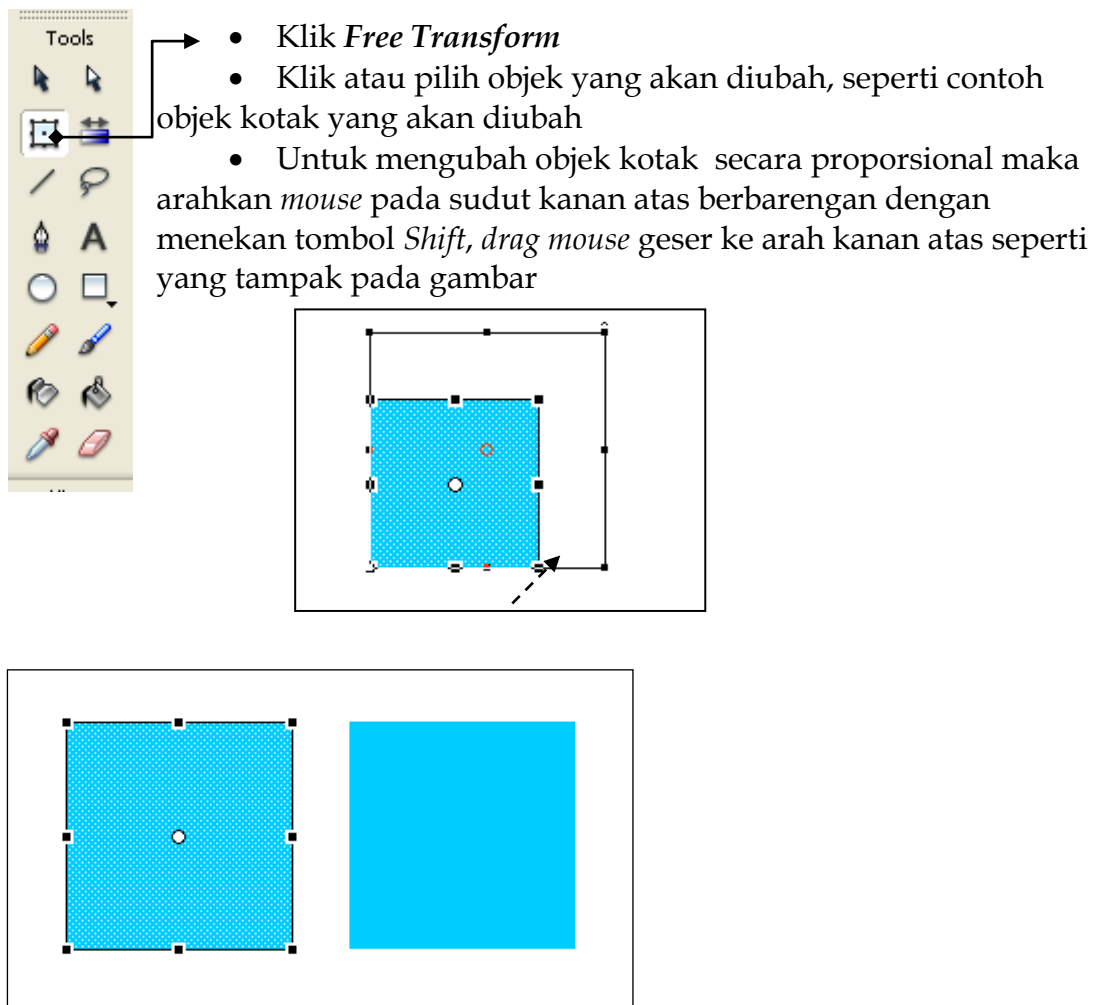 Tools
• Klik Free Transform
• Klik atau pilih objek yang akan diubah, seperti contoh
objek kotak yang akan diubah
• Untuk mengubah objek kotak secara proporsional maka
arahkan mouse pada sudut kanan atas berbarengan dengan
menekan tombol Shift, drag mouse geser ke arah kanan atas seperti
yang tampak pada gambar
A